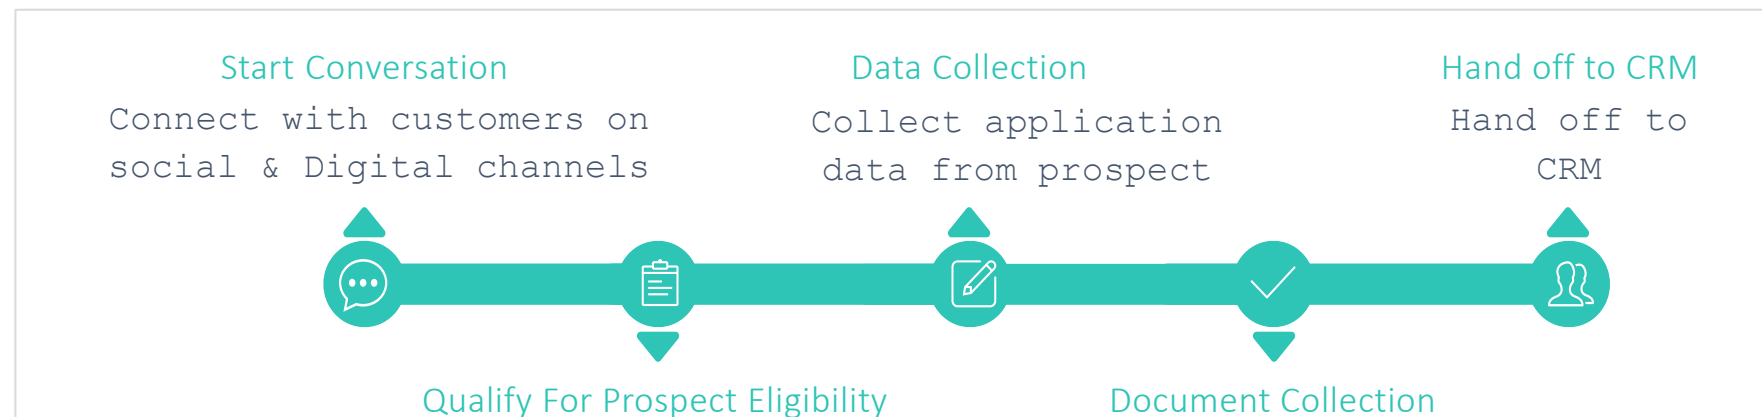 Start Conversation
Connect with customers on
social & Digital channels
Data Collection
Collect application
data from prospect
Hand off to CRM
Hand off to
CRM
Qualify For Prospect Eligibility
Document Collection